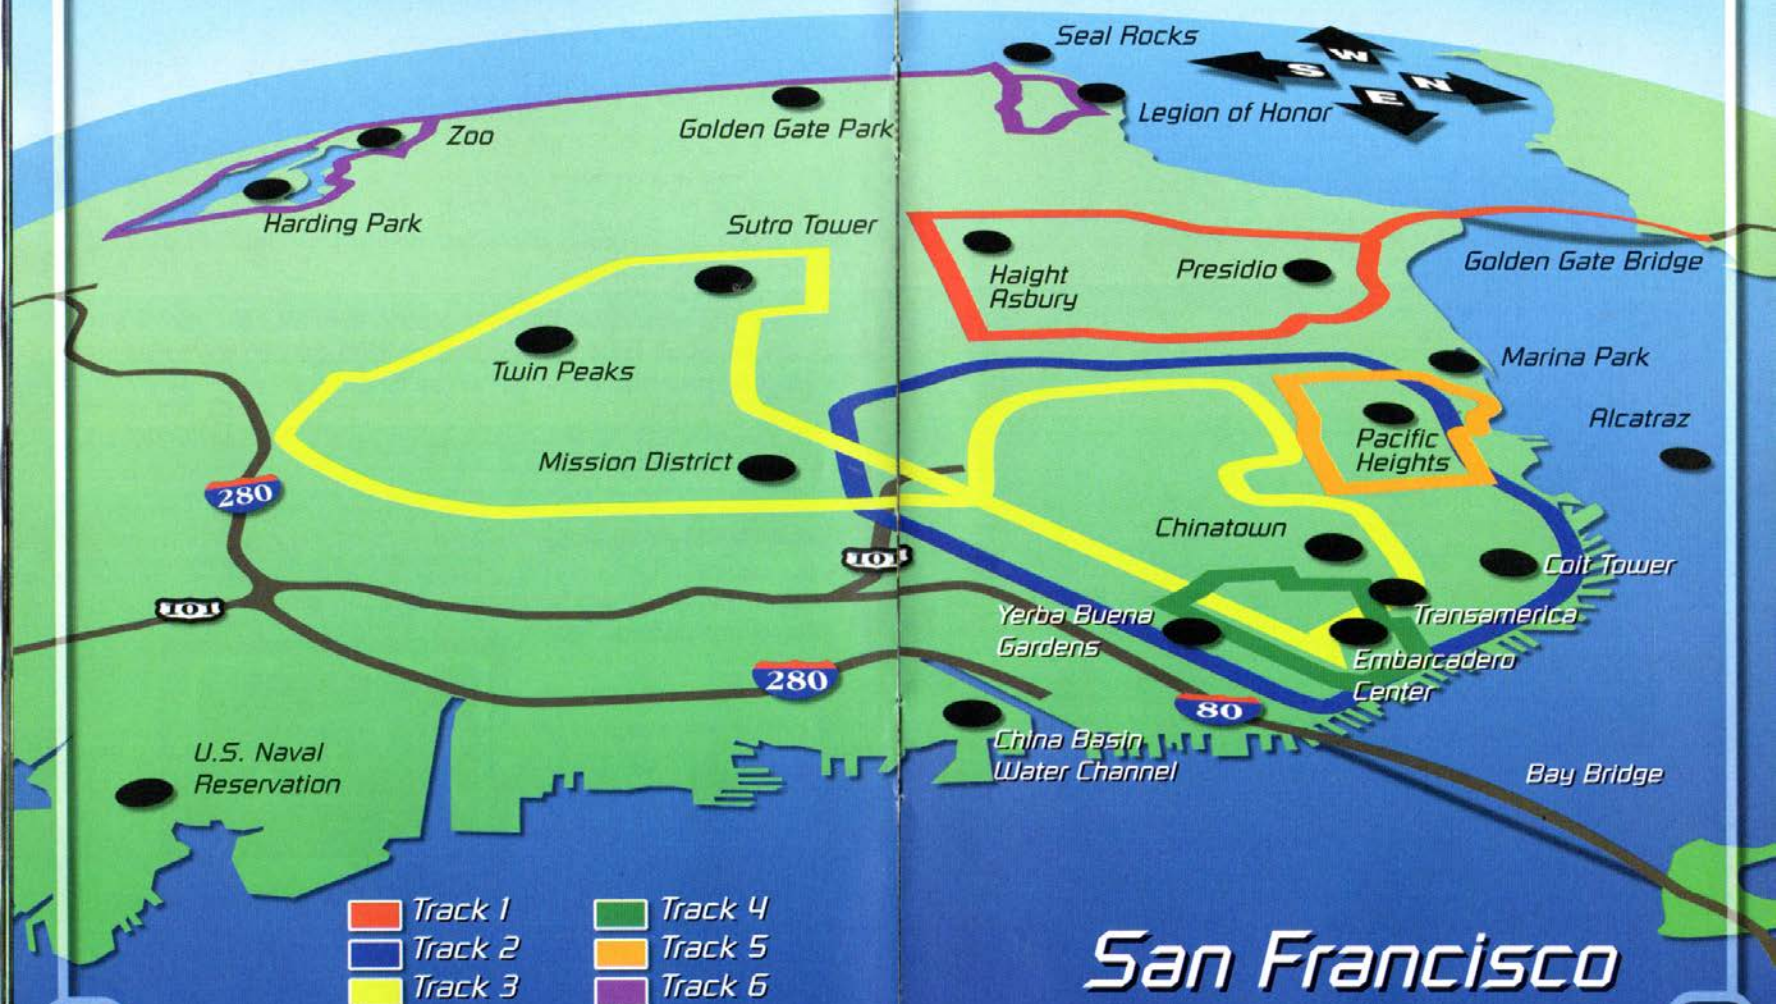 Seal Rocks
W
S
N
E
Legion of Honor
Zoo
Golden Gate Park
Harding Park
Sutro Tower
Haight
Asbury
Presidio
Golden Gate Bridge
Twin Peaks
Marina Park
Alcatraz
Pacific
Heights
Mission District
280
Chinatown
101
Coit Tower
101
Yerba Buena
Gardens
Transamerica
Embarcadero
Center
280
80
China Basin
Water Channel
U.S. Naval
Reservation
Bay Bridge
Track 1
Track 2
Track 3
Track 4
Track 5
Track 6
San Francisco